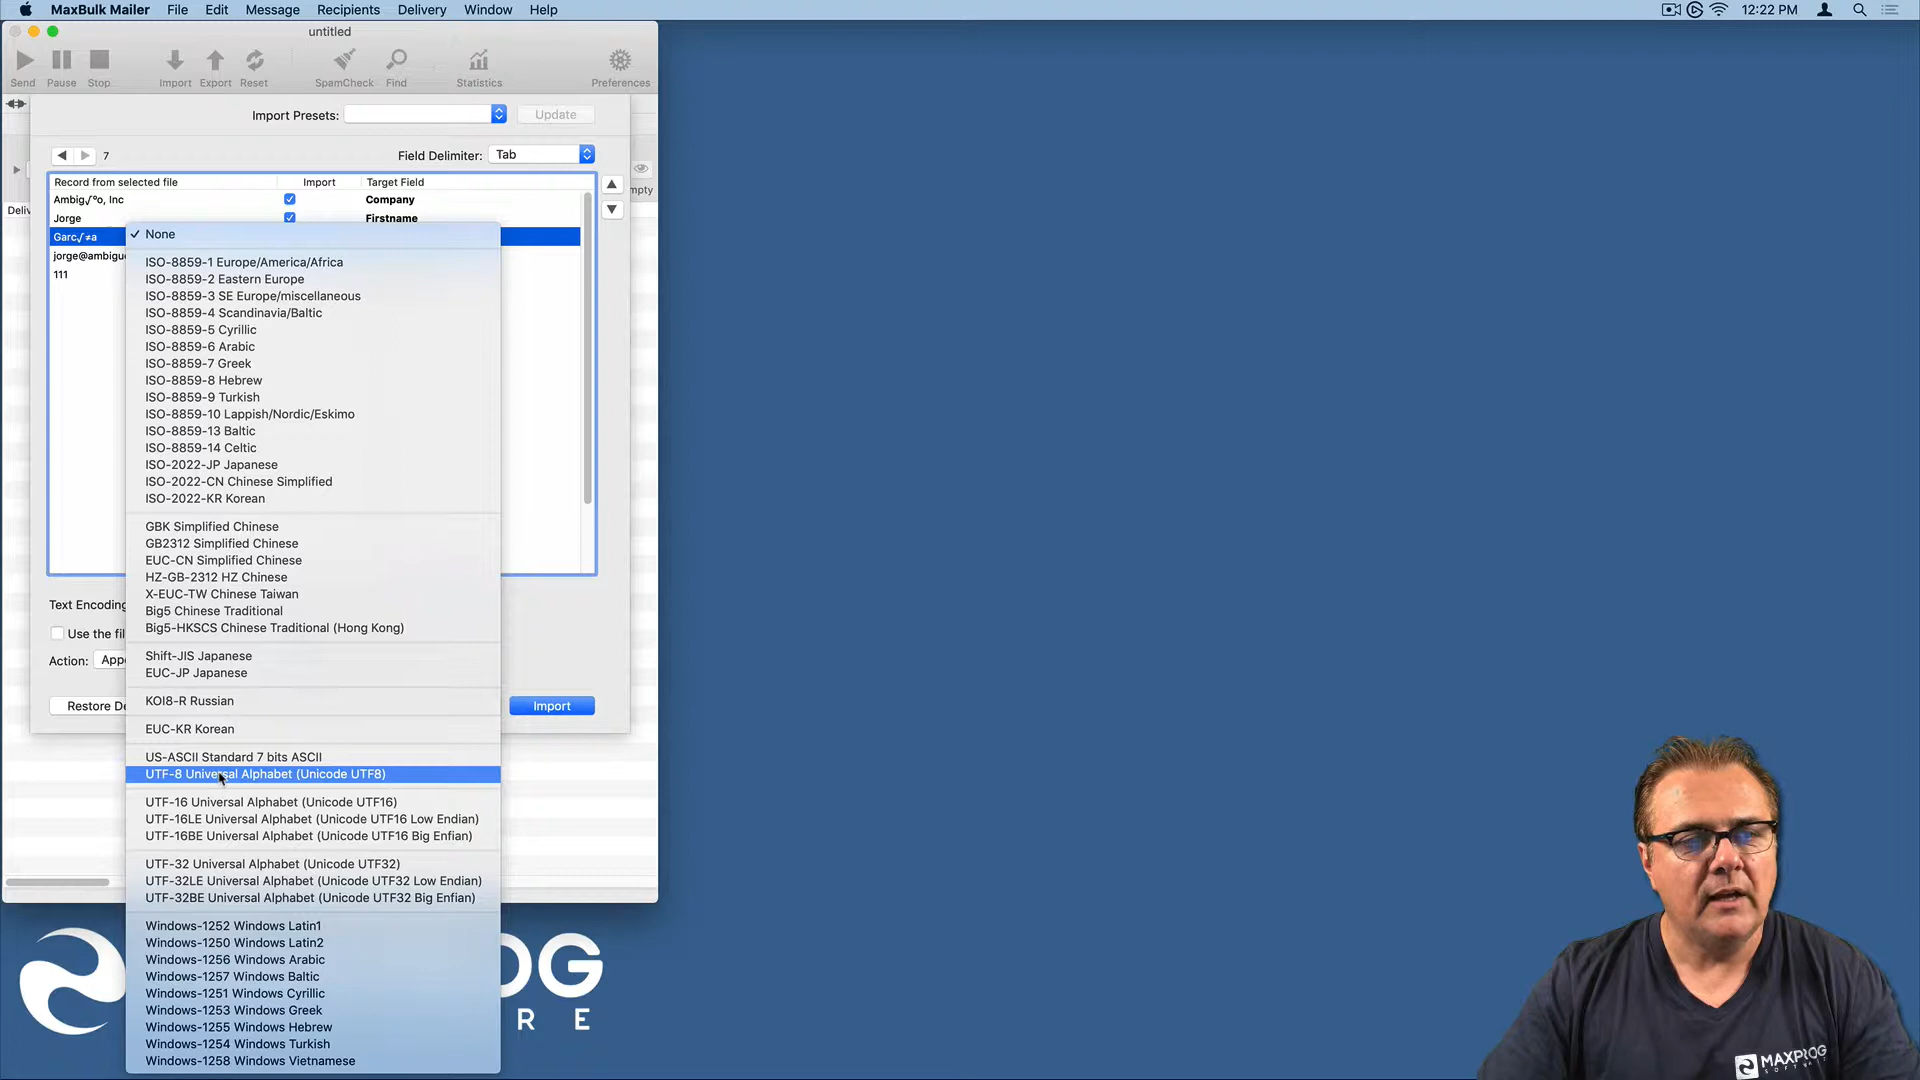 MaxBulk Mailer File Edit Message Recipients Delivery Window Help 12:22 PM
untitled
Send Pause Stop Import Export Reset SpamCheck Find Statistics Preferences
Import Presets: Update
7 Field Delimiter: Tab
Record from selected file Import Target Field
mpty
Ambig√ºo, Inc Company
Deliv
Jorge Firstname
Garc√≠a
jorge@ambigu
111
None
ISO-8859-1 Europe/America/Africa
ISO-8859-2 Eastern Europe
ISO-8859-3 SE Europe/miscellaneous
ISO-8859-4 Scandinavia/Baltic
ISO-8859-5 Cyrillic
ISO-8859-6 Arabic
ISO-8859-7 Greek
ISO-8859-8 Hebrew
ISO-8859-9 Turkish
ISO-8859-10 Lappish/Nordic/Eskimo
ISO-8859-13 Baltic
ISO-8859-14 Celtic
ISO-2022-JP Japanese
ISO-2022-CN Chinese Simplified
ISO-2022-KR Korean
GBK Simplified Chinese
GB2312 Simplified Chinese
EUC-CN Simplified Chinese
HZ-GB-2312 HZ Chinese
X-EUC-TW Chinese Taiwan
Big5 Chinese Traditional
Big5-HKSCS Chinese Traditional (Hong Kong)
Shift-JIS Japanese
EUC-JP Japanese
KOI8-R Russian
EUC-KR Korean
US-ASCII Standard 7 bits ASCII
UTF-8 Universal Alphabet (Unicode UTF8)
UTF-16 Universal Alphabet (Unicode UTF16)
UTF-16LE Universal Alphabet (Unicode UTF16 Low Endian)
UTF-16BE Universal Alphabet (Unicode UTF16 Big Enfian)
UTF-32 Universal Alphabet (Unicode UTF32)
UTF-32LE Universal Alphabet (Unicode UTF32 Low Endian)
UTF-32BE Universal Alphabet (Unicode UTF32 Big Enfian)
Windows-1252 Windows Latin1
Windows-1250 Windows Latin2
Windows-1256 Windows Arabic
Windows-1257 Windows Baltic
Windows-1251 Windows Cyrillic
Windows-1253 Windows Greek
Windows-1255 Windows Hebrew
Windows-1254 Windows Turkish
Windows-1258 Windows Vietnamese
Text Encoding
Use the fil
Action: Appe
Restore De Import
OG
R E
MAXPROG
SOFTWARE